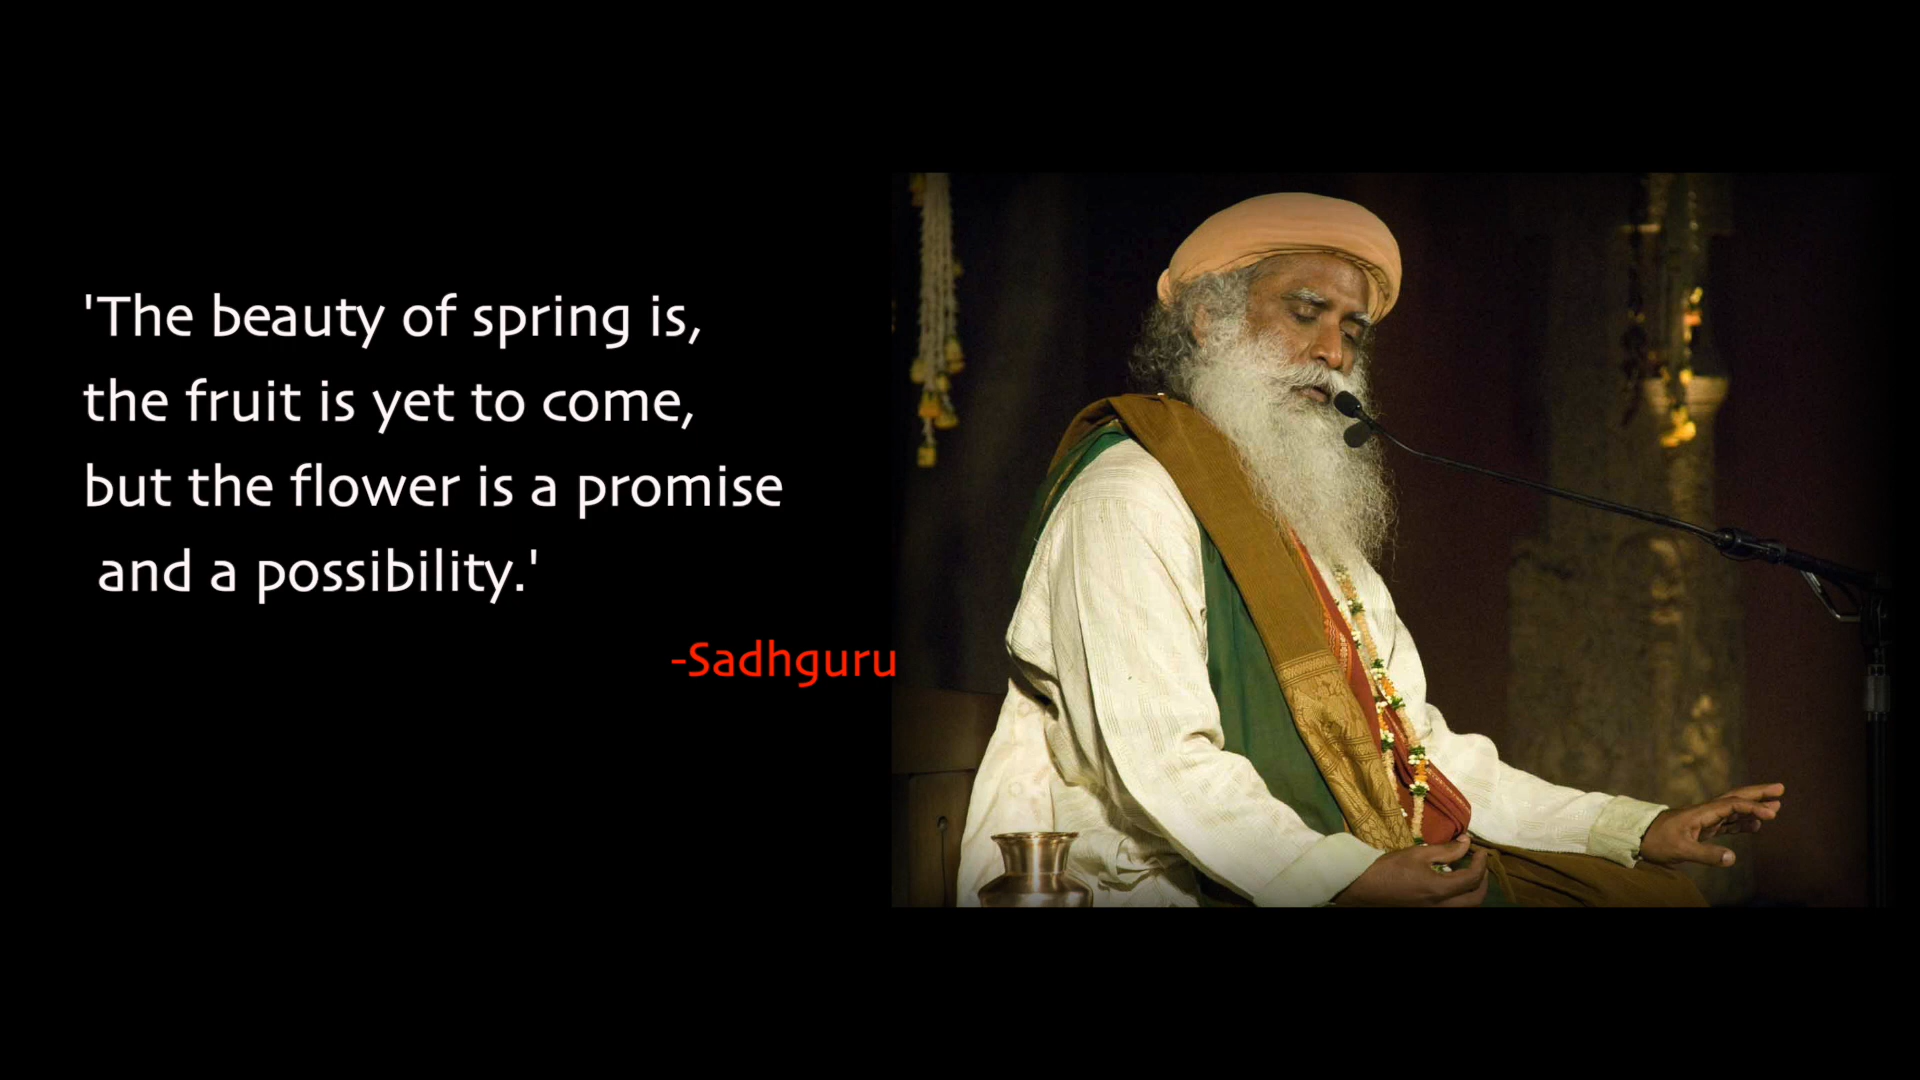 'The beauty of spring is,
the fruit is yet to come,
but the flower is a promise
and a possibility.'
-Sadhguru